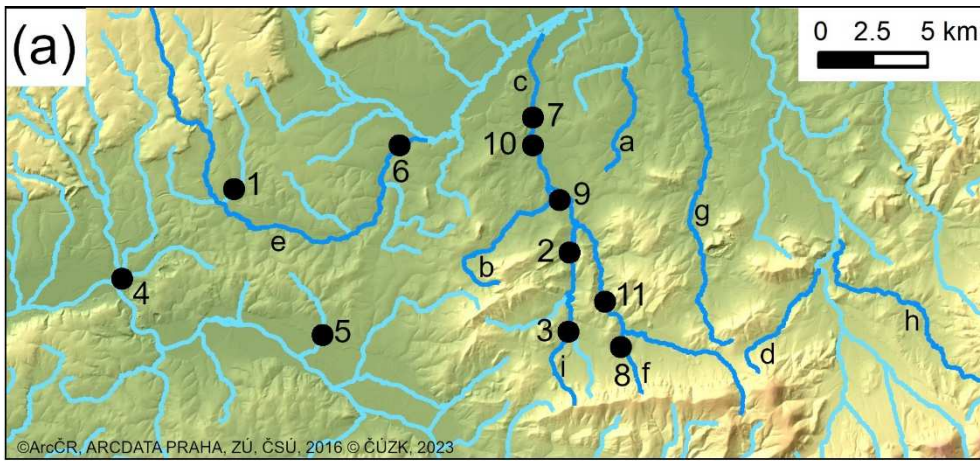 (a)
0 2.5 5 km
c
7
10
a
6
1
9
g
e
2
b
4
11
h
5
3
d
i
8
f
©ArcČR, ARCDATA PRAHA, ZÚ, ČSÚ, 2016 © ČÚZK, 2023